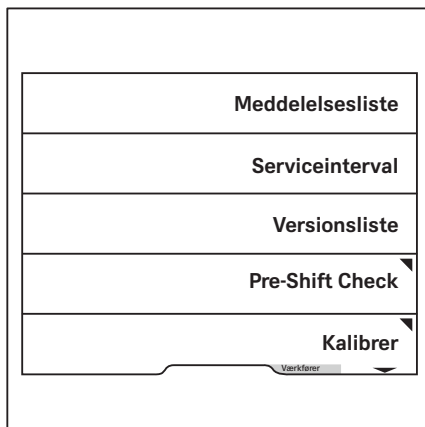 Meddelelsesliste
Serviceinterval
Versionsliste
Pre-Shift Check
Kalibrer
Værkfører